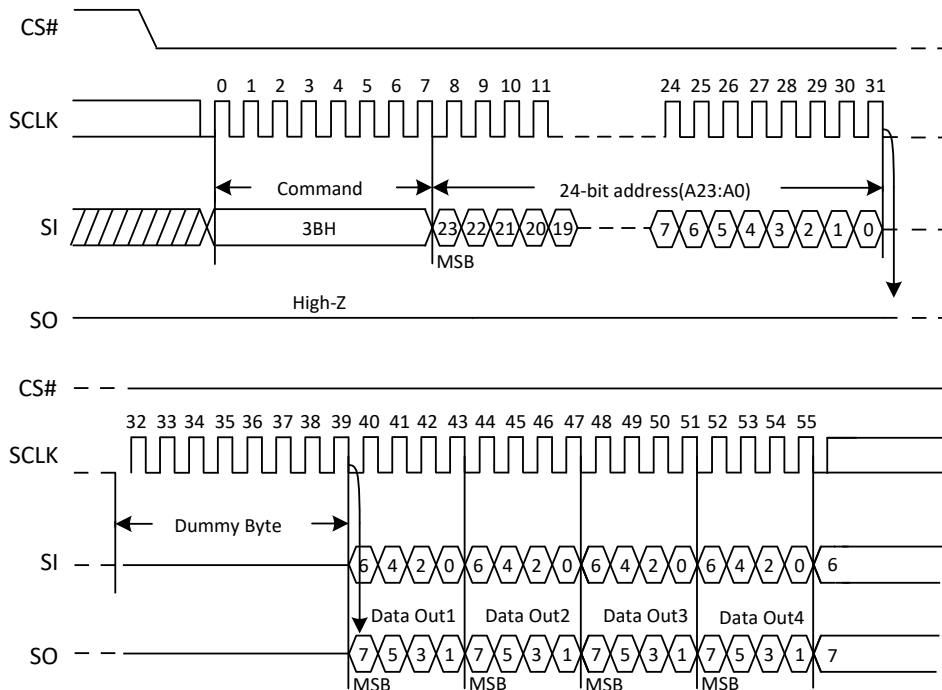 CS#
0 1 2 3 4 5 6 7 8 9 10 11 24 25 26 27 28 29 30 31
SCLK
Command 24-bit address(A23:A0)
SI 3BH 23 22 21 20 19 7 6 5 4 3 2 1 0
MSB
High-Z
SO
CS#
32 33 34 35 36 37 38 39 40 41 42 43 44 45 46 47 48 49 50 51 52 53 54 55
SCLK
Dummy Byte
SI 6 4 2 0 6 4 2 0 6 4 2 0 6 4 2 0 6
Data Out1 Data Out2 Data Out3 Data Out4
SO 7 5 3 1 7 5 3 1 7 5 3 1 7 5 3 1 7
MSB MSB MSB MSB